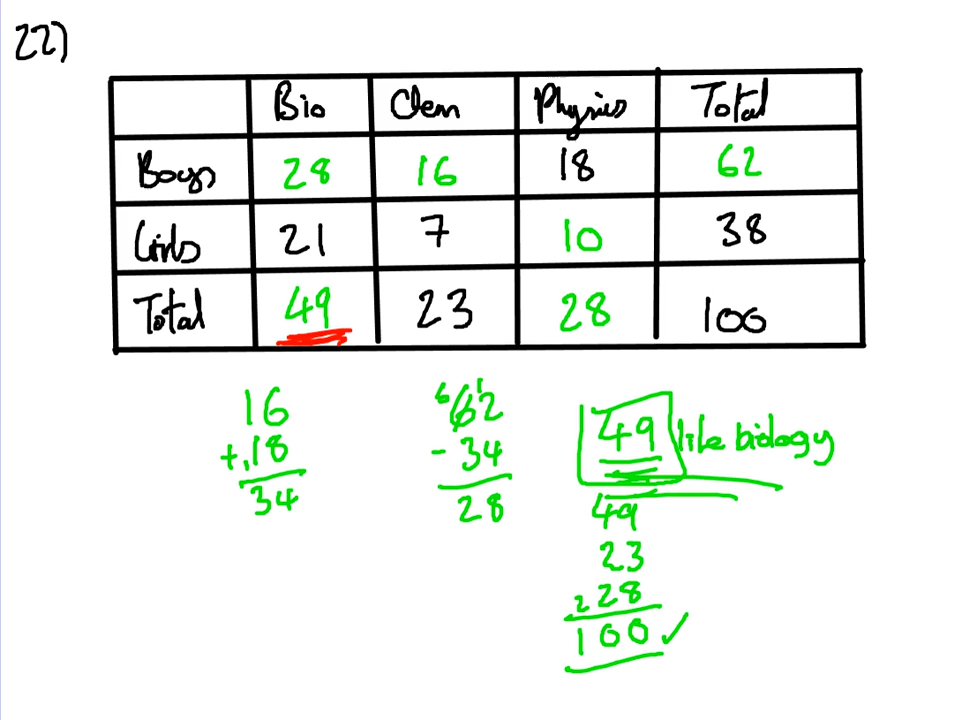 22)
Bio Chem Physics Total
Boys 28 16 18 62
Girls 21 7 10 38
Total 49 23 28 100
16
+18
34
62
-34
28
49 like biology
49
23
28
100 ✓